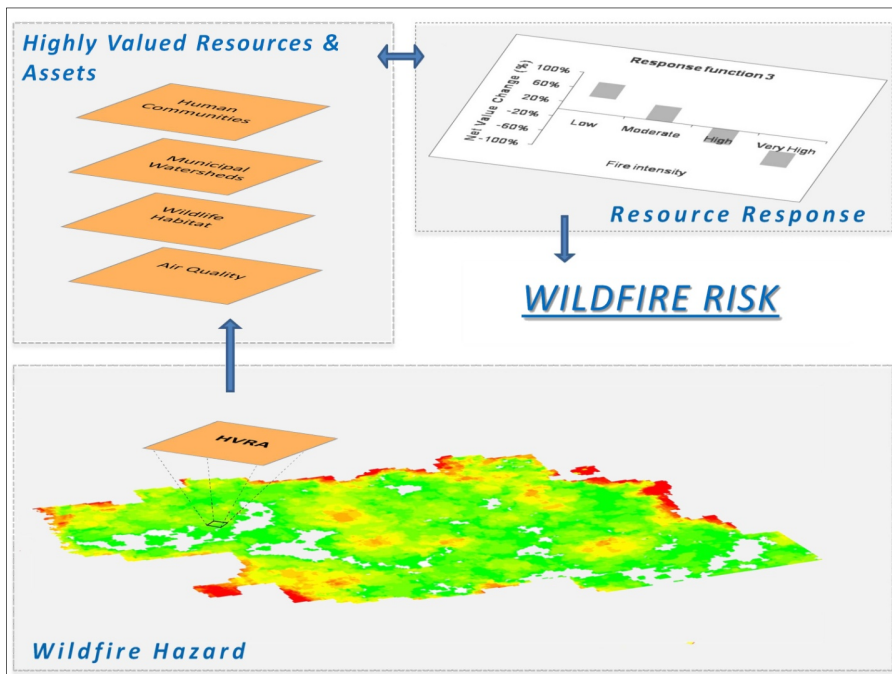 Highly Valued Resources &
Assets
Human
Communities
Municipal
Watersheds
Wildlife
Habitat
Air Quality
Response function 3
Net Value Change (%)
100%
60%
20%
-20%
-60%
-100%
Low
Moderate
High
Very High
Fire intensity
Resource Response
WILDFIRE RISK
HVRA
Wildfire Hazard